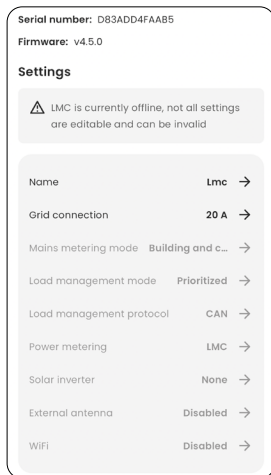 Serial number: D83ADD4FAAB5
Firmware: v4.5.0
Settings
LMC is currently offline, not all settings
are editable and can be invalid
Name Lmc →
Grid connection 20 A →
Mains metering mode Building and c... →
Load management mode Prioritized →
Load management protocol CAN →
Power metering LMC →
Solar inverter None →
External antenna Disabled →
WiFi Disabled →